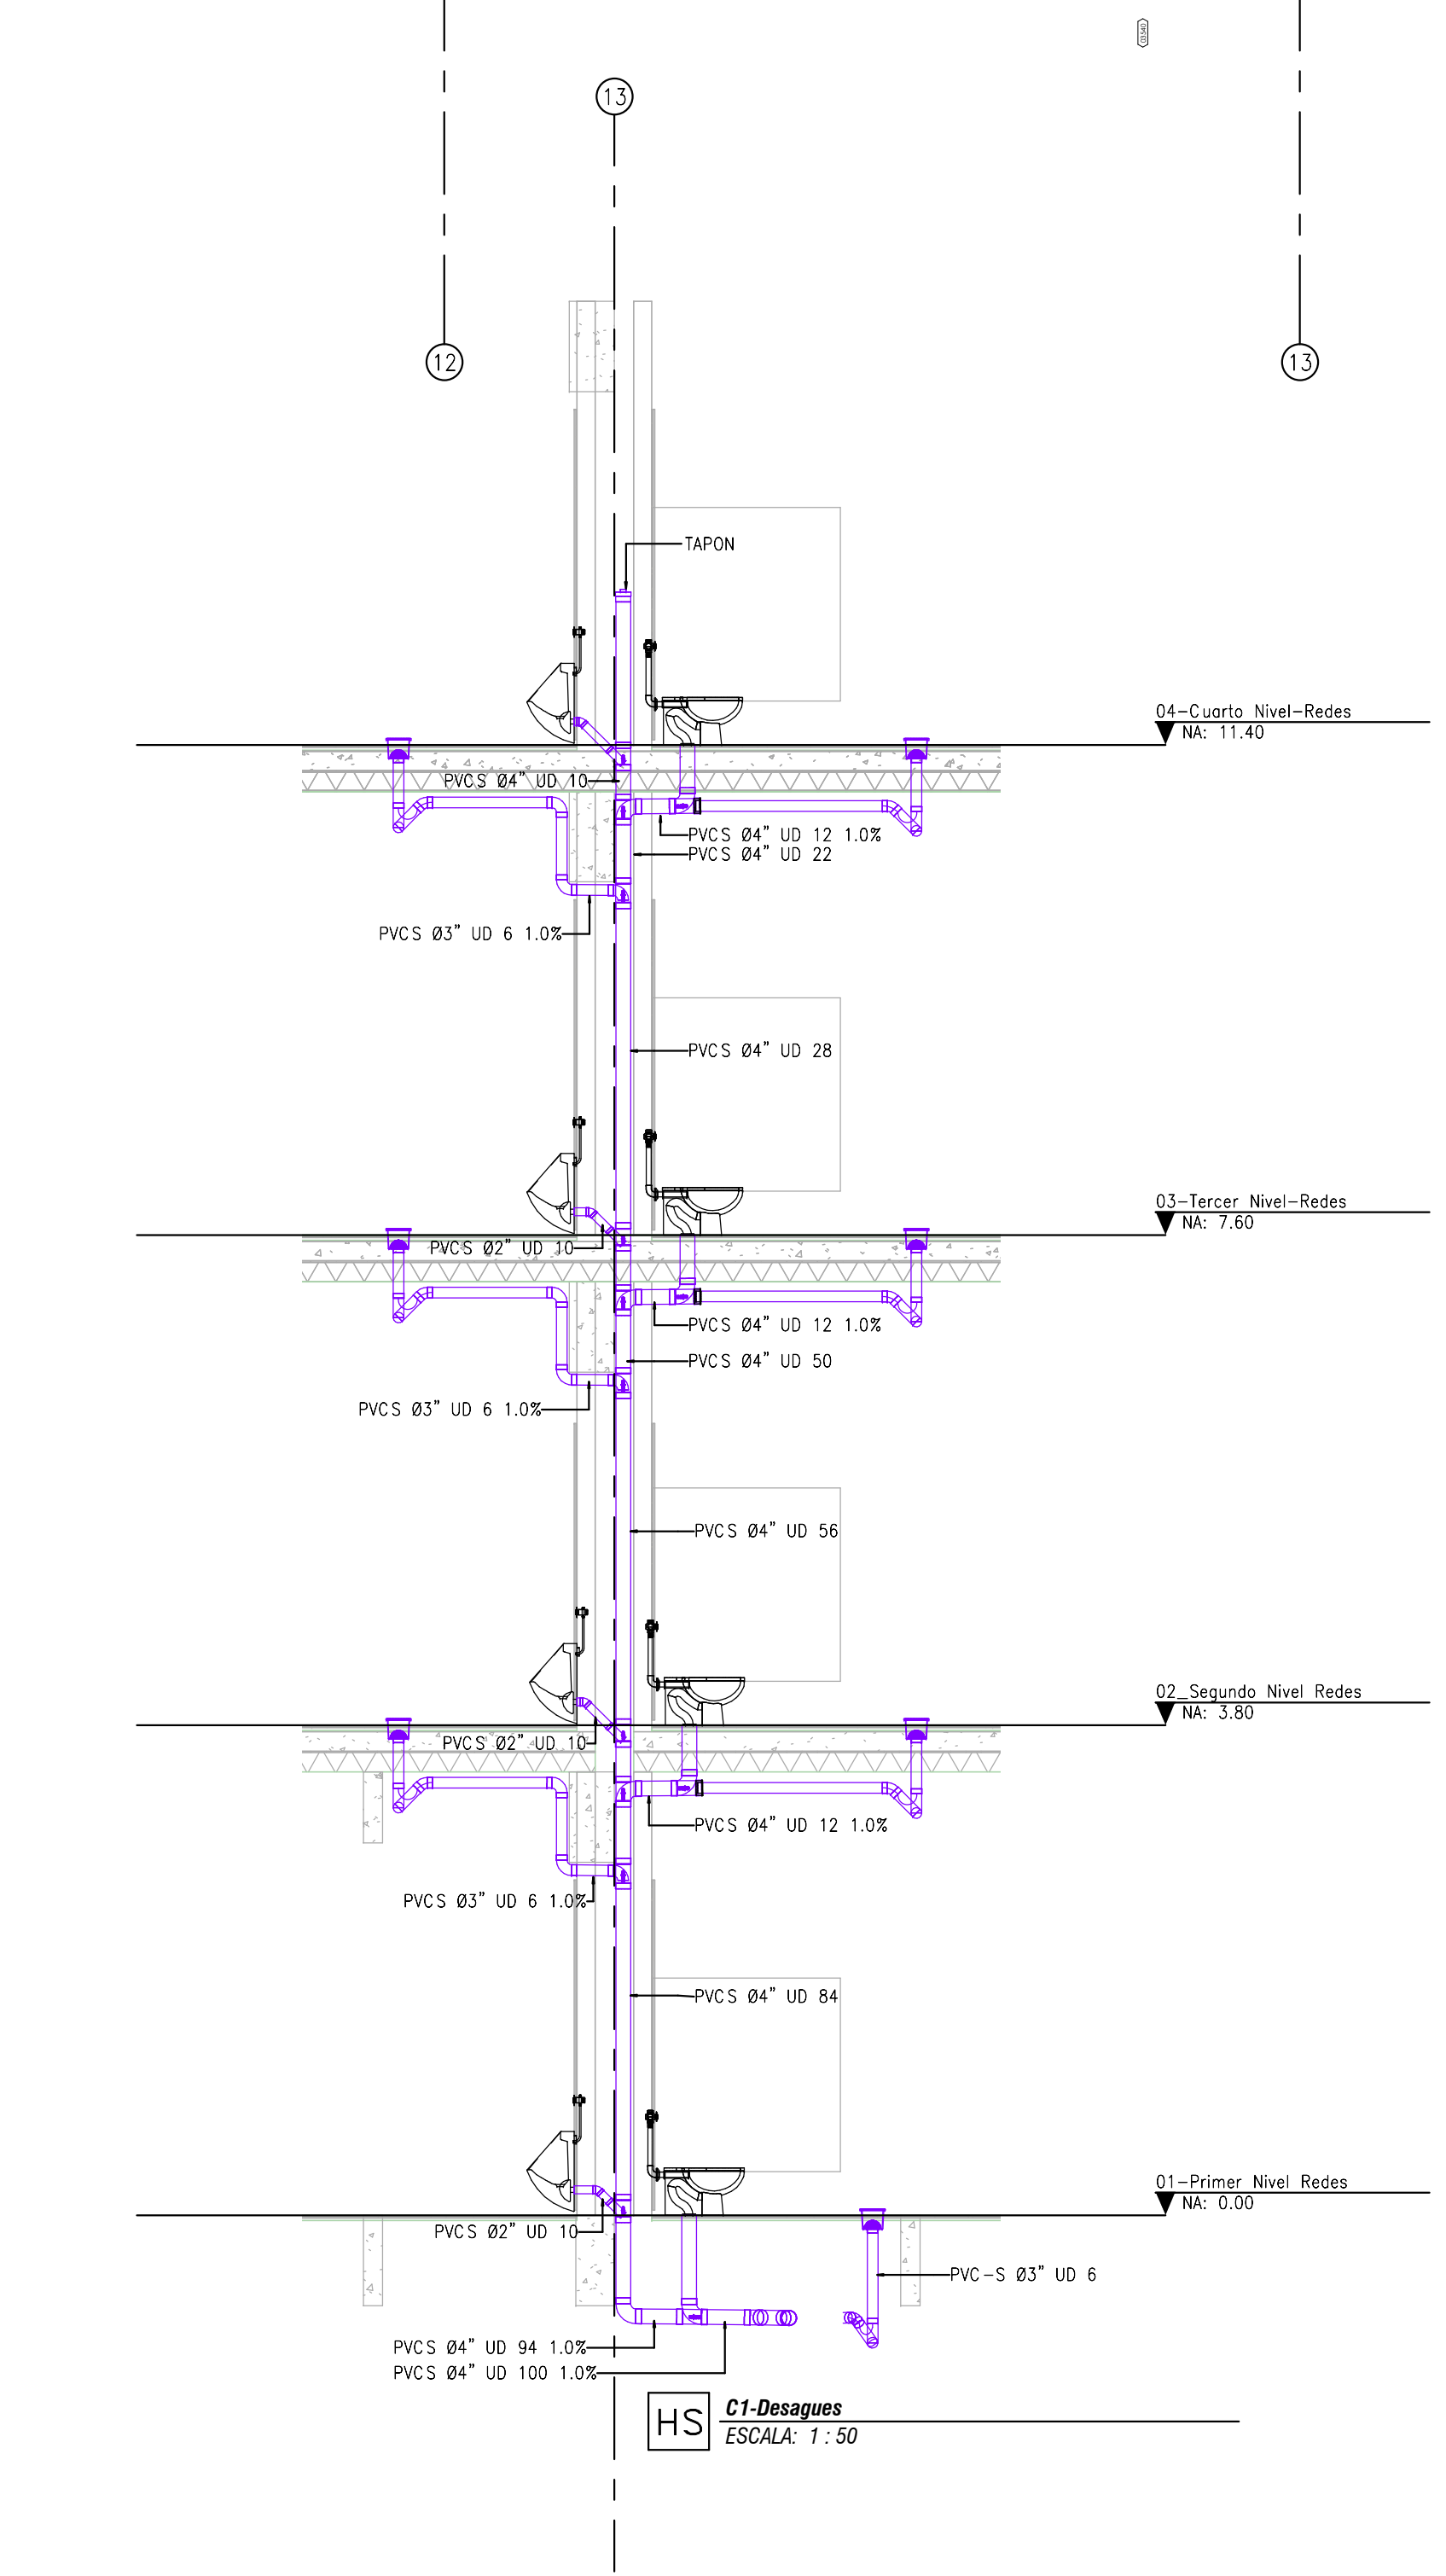 03.540
13
12
13
TAPON
04-Cuarto Nivel-Redes
NA: 11.40
PVCS Ø4" UD 10
PVCS Ø4" UD 12 1.0%
PVCS Ø4" UD 22
PVCS Ø3" UD 6 1.0%
PVCS Ø4" UD 28
03-Tercer Nivel-Redes
NA: 7.60
PVCS Ø2" UD 10
PVCS Ø4" UD 12 1.0%
PVCS Ø4" UD 50
PVCS Ø3" UD 6 1.0%
PVCS Ø4" UD 56
02_Segundo Nivel Redes
NA: 3.80
PVCS Ø2" UD 10
PVCS Ø4" UD 12 1.0%
PVCS Ø3" UD 6 1.0%
PVCS Ø4" UD 84
01-Primer Nivel Redes
NA: 0.00
PVCS Ø2" UD 10
PVC-S Ø3" UD 6
PVCS Ø4" UD 94 1.0%
PVCS Ø4" UD 100 1.0%
HS
C1-Desagues
ESCALA: 1 : 50